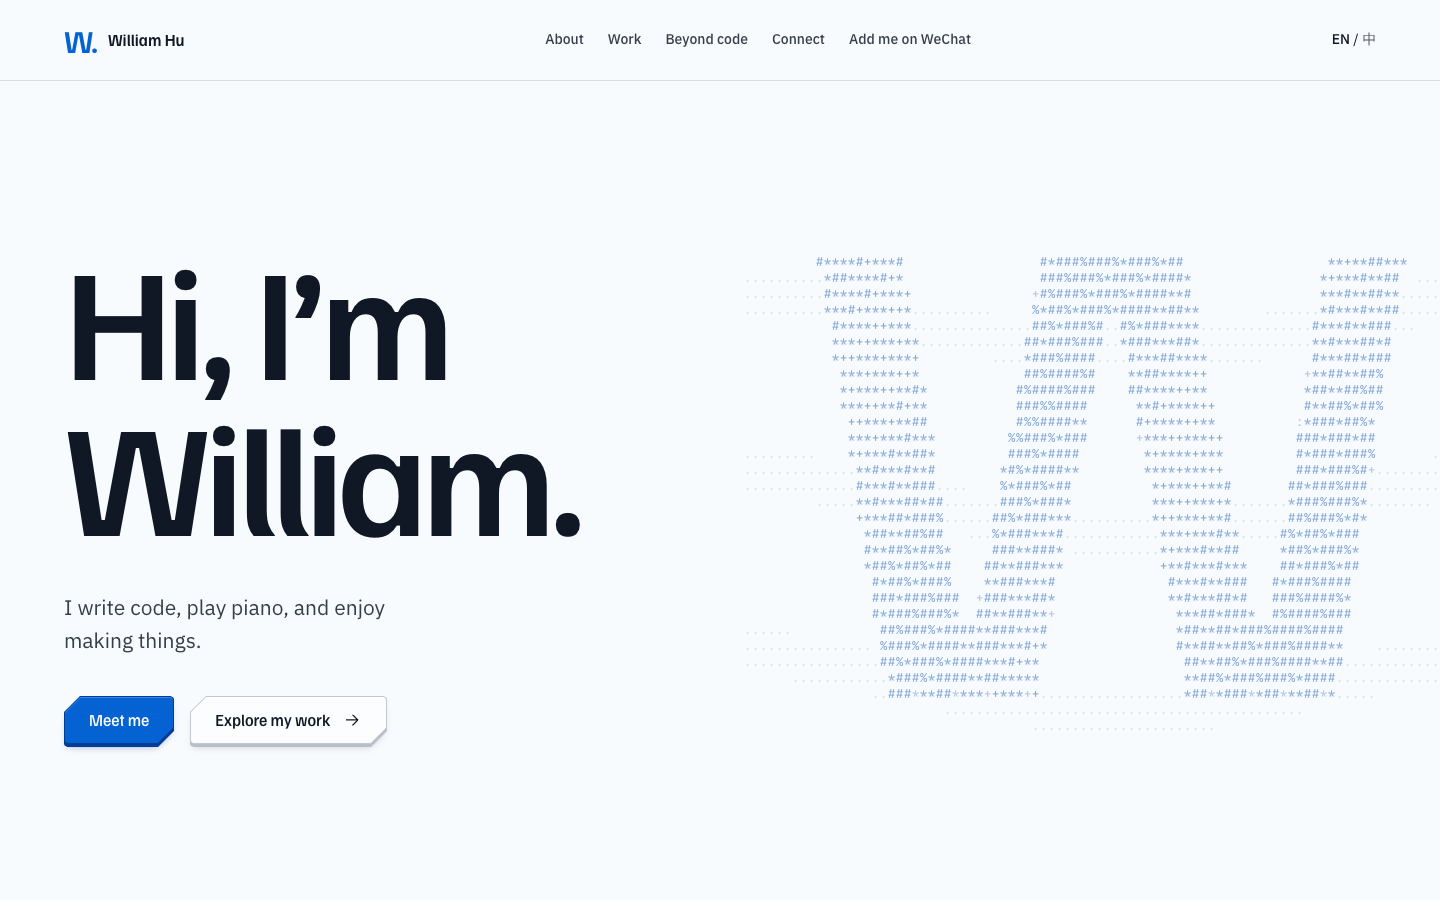 W. William Hu
About Work Beyond code Connect Add me on WeChat
EN / 中
Hi, I’m
William.
I write code, play piano, and enjoy
making things.
Meet me
Explore my work →